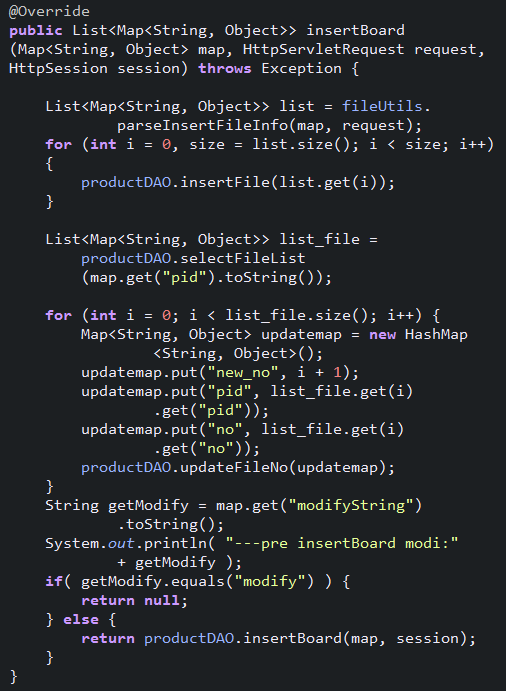 @Override
public List<Map<String, Object>> insertBoard
(Map<String, Object> map, HttpServletRequest request,
HttpSession session) throws Exception {
    List<Map<String, Object>> list = fileUtils.
            parseInsertFileInfo(map, request);
    for (int i = 0, size = list.size(); i < size; i++)
    {
        productDAO.insertFile(list.get(i));
    }
    List<Map<String, Object>> list_file =
        productDAO.selectFileList
        (map.get("pid").toString());
    for (int i = 0; i < list_file.size(); i++) {
        Map<String, Object> updatemap = new HashMap
                <String, Object>();
        updatemap.put("new_no", i + 1);
        updatemap.put("pid", list_file.get(i)
                .get("pid"));
        updatemap.put("no", list_file.get(i)
                .get("no"));
        productDAO.updateFileNo(updatemap);
    }
    String getModify = map.get("modifyString")
            .toString();
    System.out.println( "---pre insertBoard modi:"
            + getModify );
    if( getModify.equals("modify") ) {
        return null;
    } else {
        return productDAO.insertBoard(map, session);
    }
}